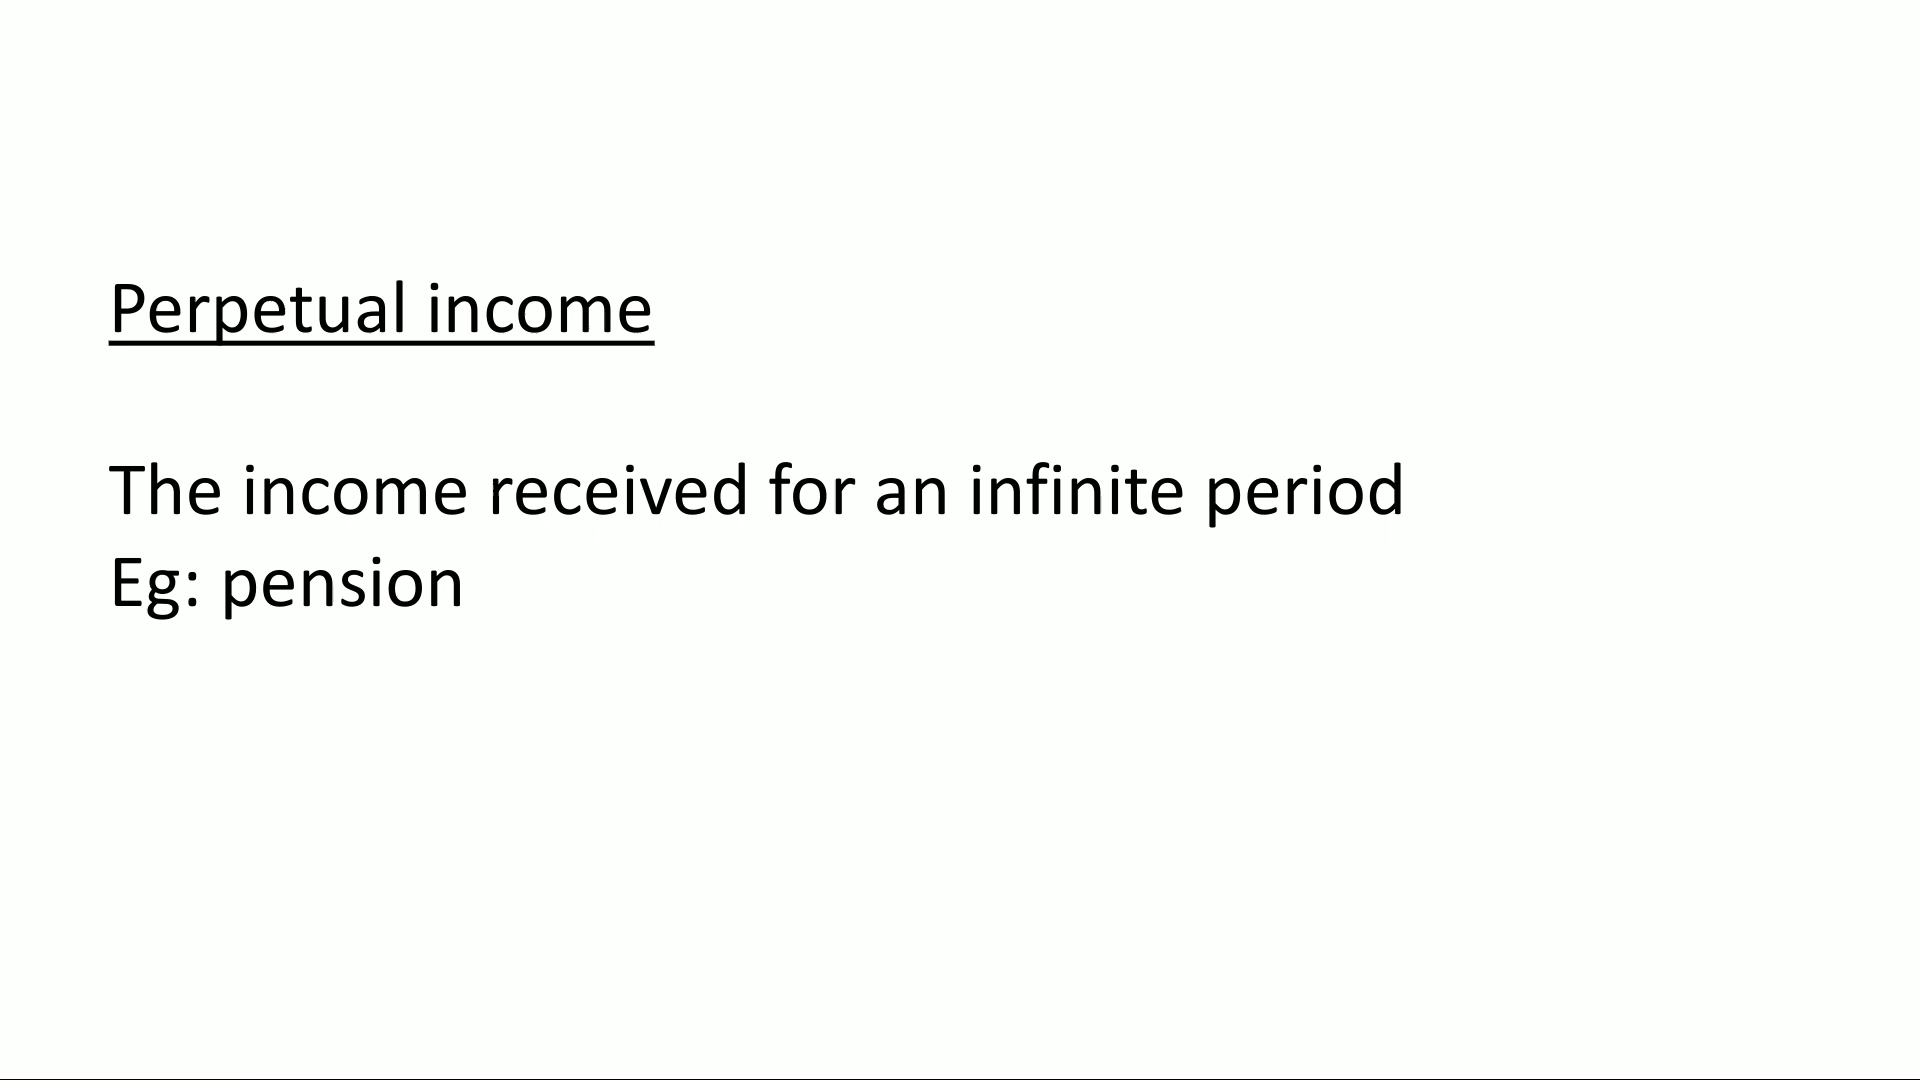 Perpetual income
The income received for an infinite period
Eg: pension